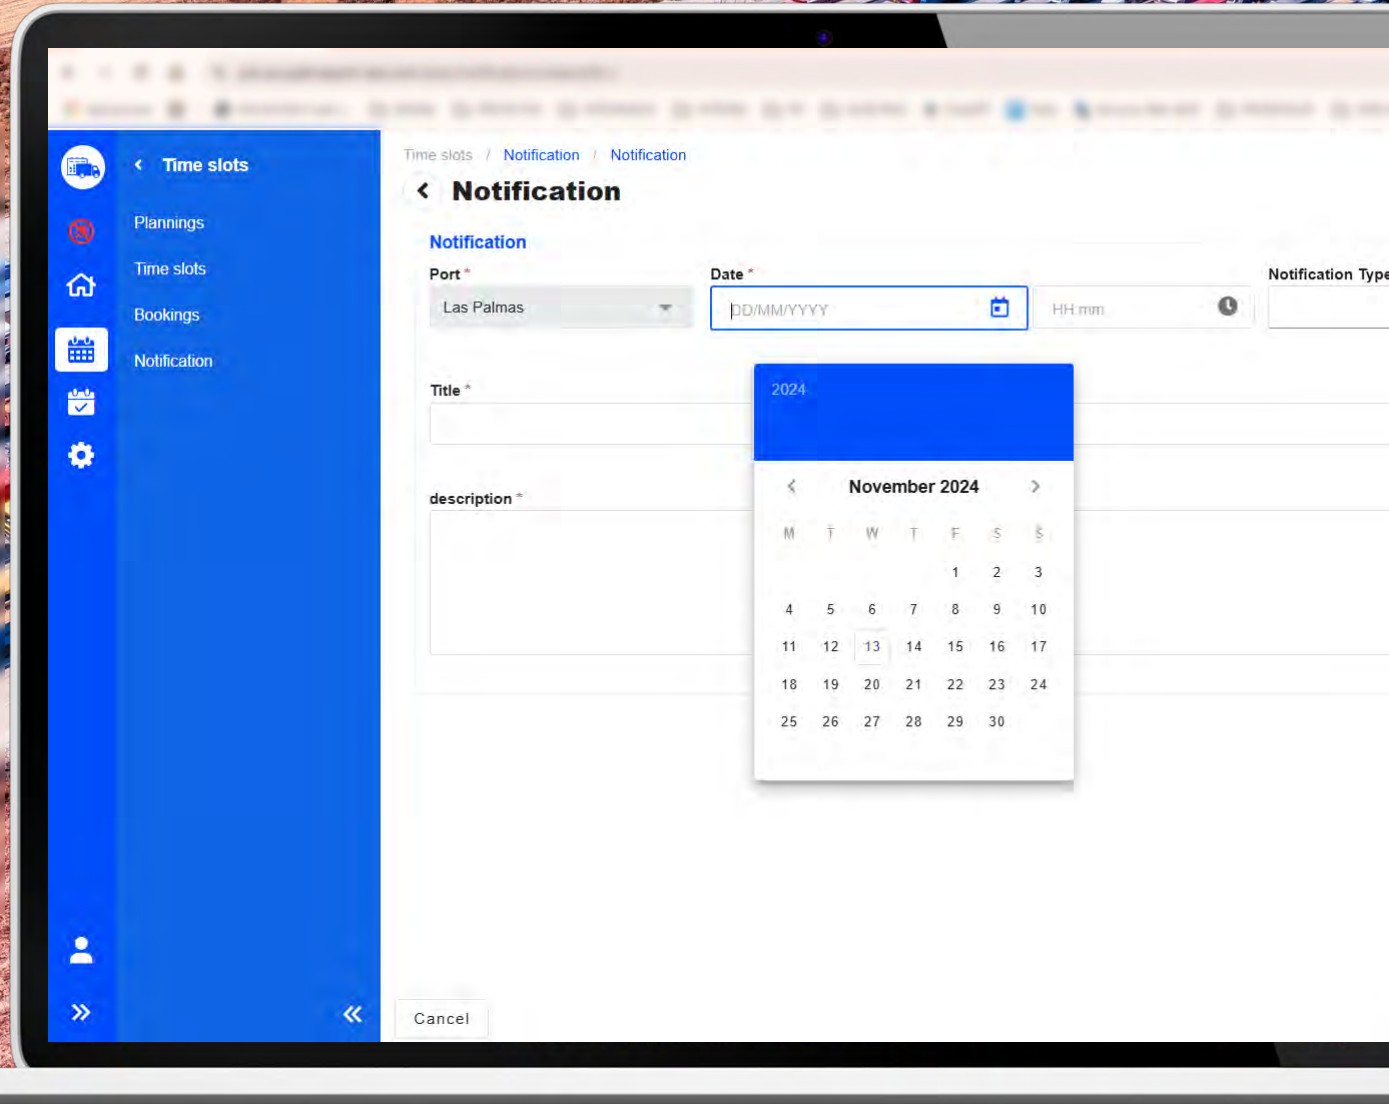 Time slots
Plannings
Time slots
Bookings
Notification
Time slots / Notification / Notification
Notification
Notification
Port *
Las Palmas
Date *
DD/MM/YYYY
HH:mm
Notification Type
Title *
description *
2024
November 2024
M T W T F S S
1 2 3
4 5 6 7 8 9 10
11 12 13 14 15 16 17
18 19 20 21 22 23 24
25 26 27 28 29 30
Cancel